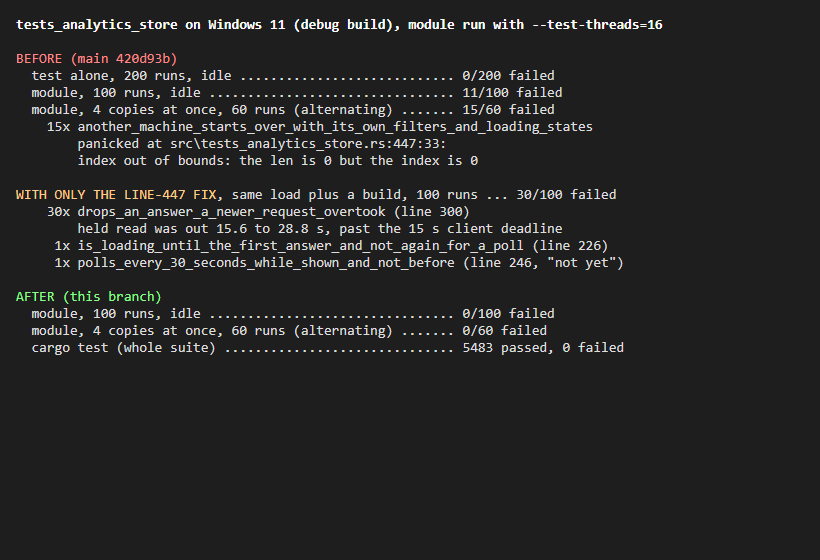 tests_analytics_store on Windows 11 (debug build), module run with --test-threads=16
BEFORE (main 420d93b)
test alone, 200 runs, idle ............................ 0/200 failed
module, 100 runs, idle ................................ 11/100 failed
module, 4 copies at once, 60 runs (alternating) ....... 15/60 failed
15x another_machine_starts_over_with_its_own_filters_and_loading_states
panicked at src\tests_analytics_store.rs:447:33:
index out of bounds: the len is 0 but the index is 0
WITH ONLY THE LINE-447 FIX, same load plus a build, 100 runs ... 30/100 failed
30x drops_an_answer_a_newer_request_overtook (line 300)
held read was out 15.6 to 28.8 s, past the 15 s client deadline
1x is_loading_until_the_first_answer_and_not_again_for_a_poll (line 226)
1x polls_every_30_seconds_while_shown_and_not_before (line 246, "not yet")
AFTER (this branch)
module, 100 runs, idle ................................ 0/100 failed
module, 4 copies at once, 60 runs (alternating) ....... 0/60 failed
cargo test (whole suite) .............................. 5483 passed, 0 failed